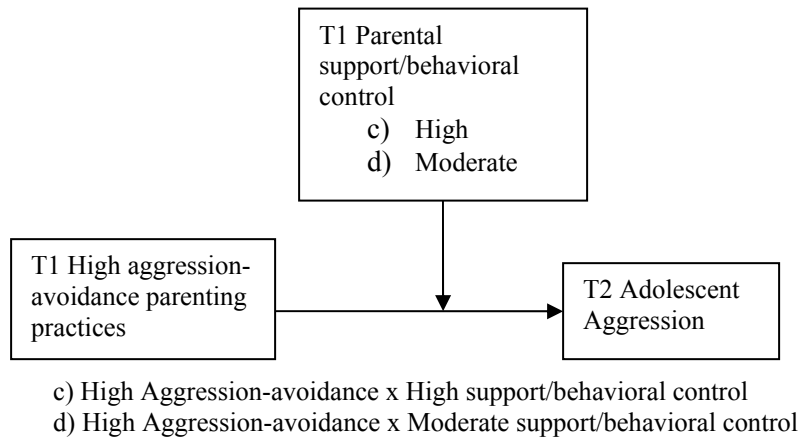 T1 Parental
support/behavioral
control
c) High
d) Moderate
T1 High aggression-
avoidance parenting
practices
T2 Adolescent
Aggression
c) High Aggression-avoidance x High support/behavioral control
d) High Aggression-avoidance x Moderate support/behavioral control